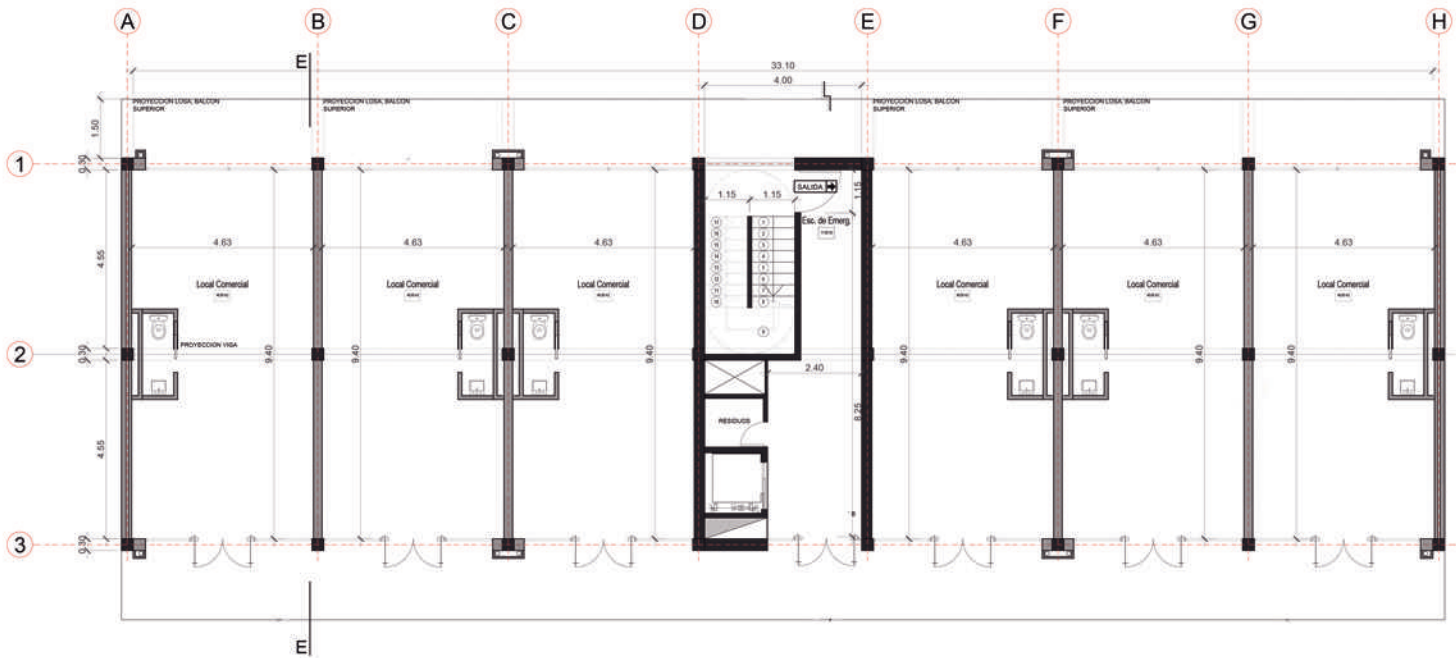 A B C D E F G H
E
33.10
4.00
PROYECCION LOSA, BALCON
SUPERIOR
PROYECCION LOSA, BALCON
SUPERIOR
PROYECCION LOSA, BALCON
SUPERIOR
PROYECCION LOSA, BALCON
SUPERIOR
1.50
1
0.30
SALIDA
1.15 1.15 1.15
Esc. de Emerg.
4.63 4.63 4.63 4.63 4.63 4.63
4.55
Local Comercial Local Comercial Local Comercial Local Comercial Local Comercial Local Comercial
PROYECCION VIGA
2
0.30
9.40 9.40 9.40 9.40 9.40
2.40
RESIDUOS
8.25
4.55
3
0.30
E